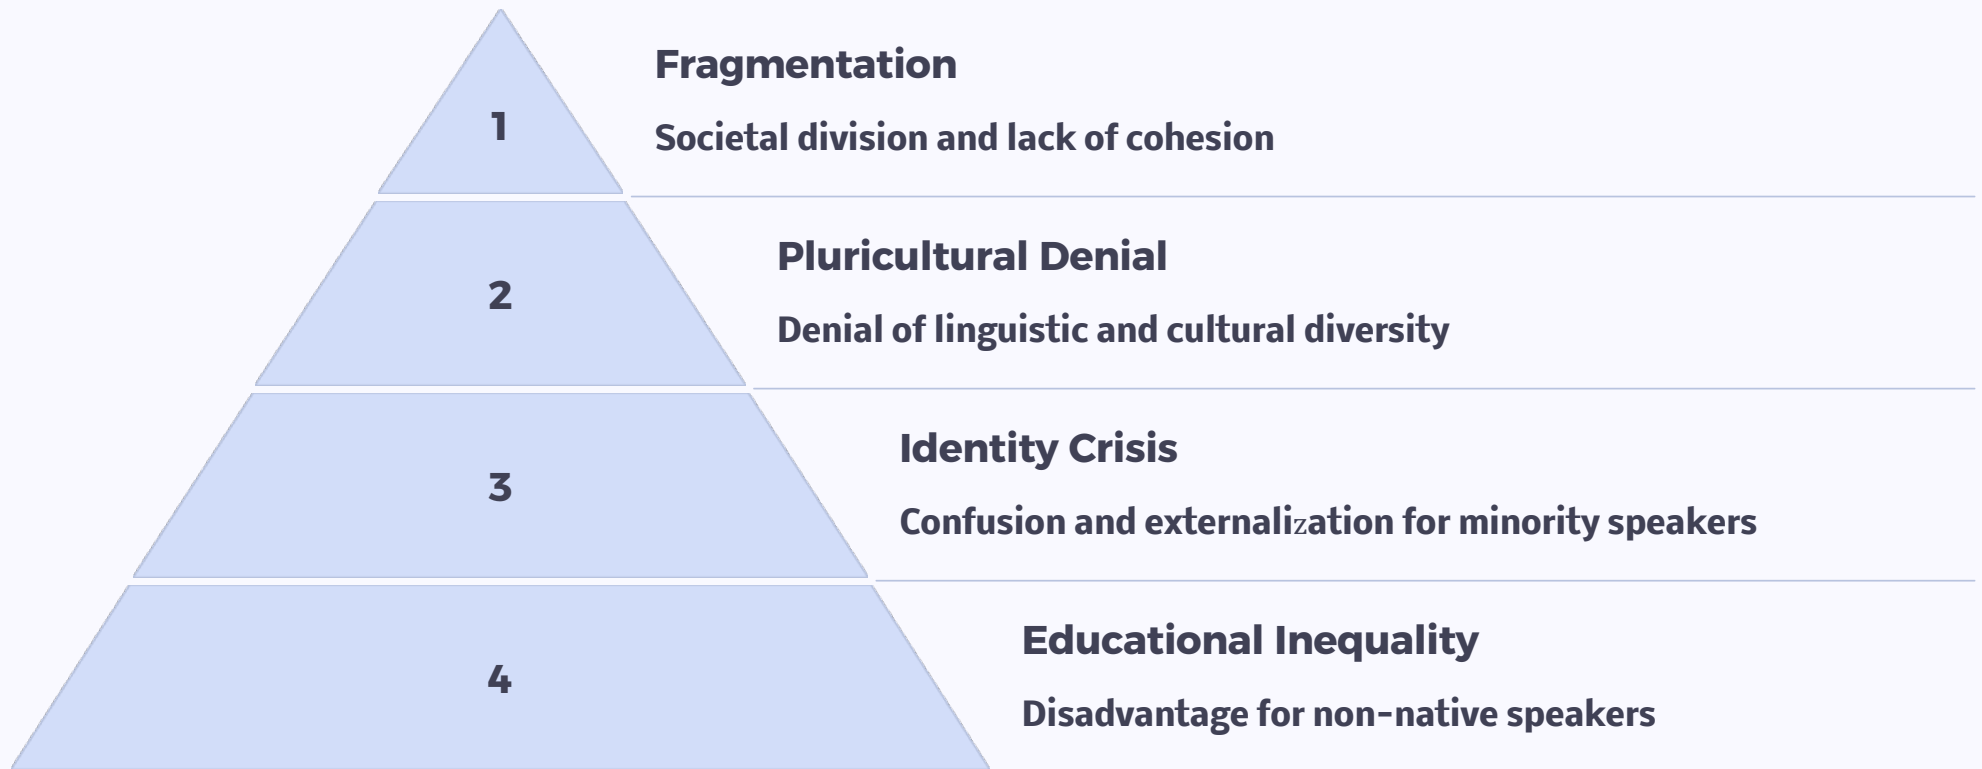 1
Fragmentation
Societal division and lack of cohesion
2
Pluricultural Denial
Denial of linguistic and cultural diversity
3
Identity Crisis
Confusion and externalization for minority speakers
4
Educational Inequality
Disadvantage for non-native speakers